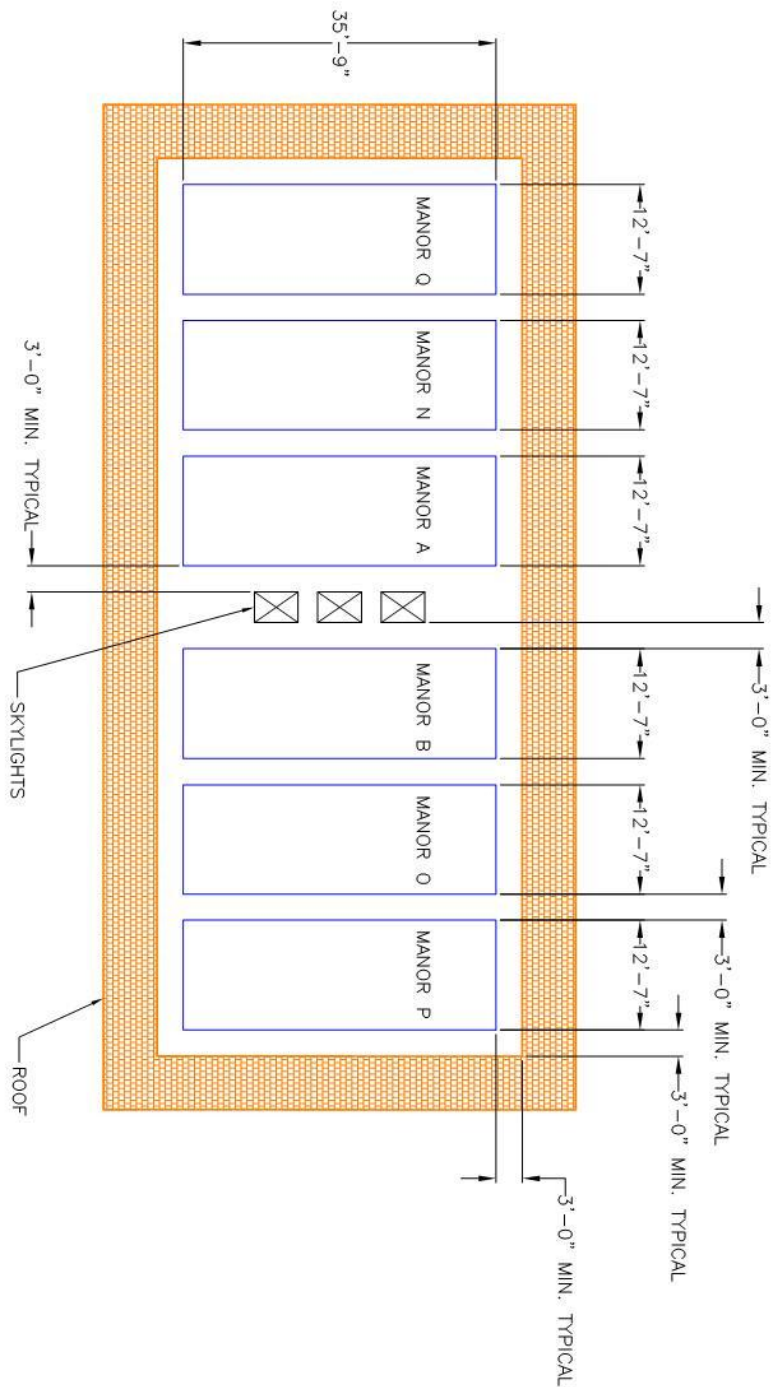 35'-9"
12'-7"
12'-7"
12'-7"
12'-7"
12'-7"
12'-7"
MANOR Q
MANOR N
MANOR A
MANOR B
MANOR O
MANOR P
3'-0" MIN. TYPICAL
3'-0" MIN. TYPICAL
3'-0" MIN. TYPICAL
3'-0" MIN. TYPICAL
3'-0" MIN. TYPICAL
SKYLIGHTS
ROOF